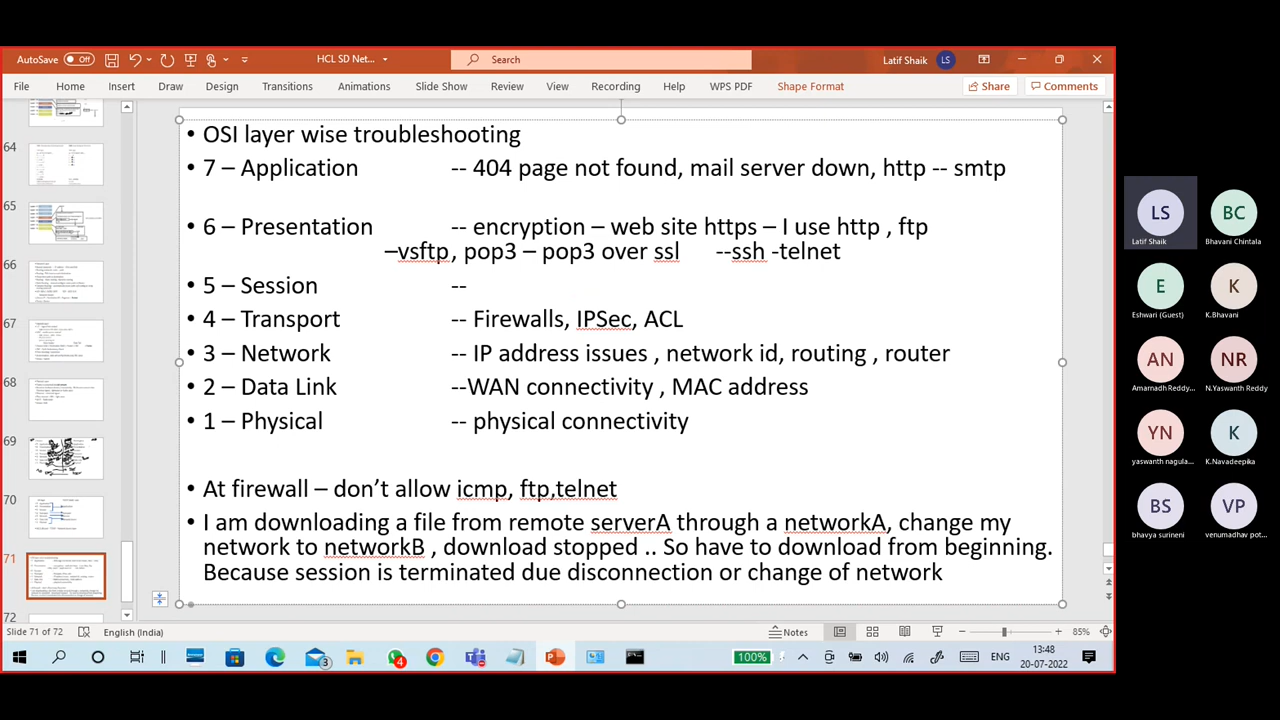 AutoSave Off HCL SD Net... Search Latif Shaik LS
File Home Insert Draw Design Transitions Animations Slide Show Review View Recording Help WPS PDF Shape Format Share Comments
• OSI layer wise troubleshooting
• 7 – Application -- 404 page not found, mail server down, http -- smtp
• 6 – Presentation -- encryption – web site https – I use http , ftp
–vsftp, pop3 – pop3 over ssl --ssh -telnet
• 5 – Session --
• 4 – Transport -- Firewalls, IPSec, ACL
• 3 – Network -- IP address issues , network id, routing , router
• 2 – Data Link --WAN connectivity , MAC address
• 1 – Physical -- physical connectivity
• At firewall – don’t allow icmp, ftp,telnet
• I am downloading a file from remote serverA through a networkA, change my
network to networkB , download stopped .. So have to download from beginning.
Because session is terminated due disconnection or change of network
64
65
66
67
68
69
70
71
72
Slide 71 of 72 English (India) Notes 85%
3 4 100% ENG 13:48
20-07-2022
LS BC
Latif Shaik Bhavani Chintala
E K
Eshwari (Guest) K.Bhavani
AN NR
Amarnadh Reddy... N.Yaswanth Reddy
YN K
yaswanth nagula... K.Navadeepika
BS VP
bhavya surineni venumadhav pot...